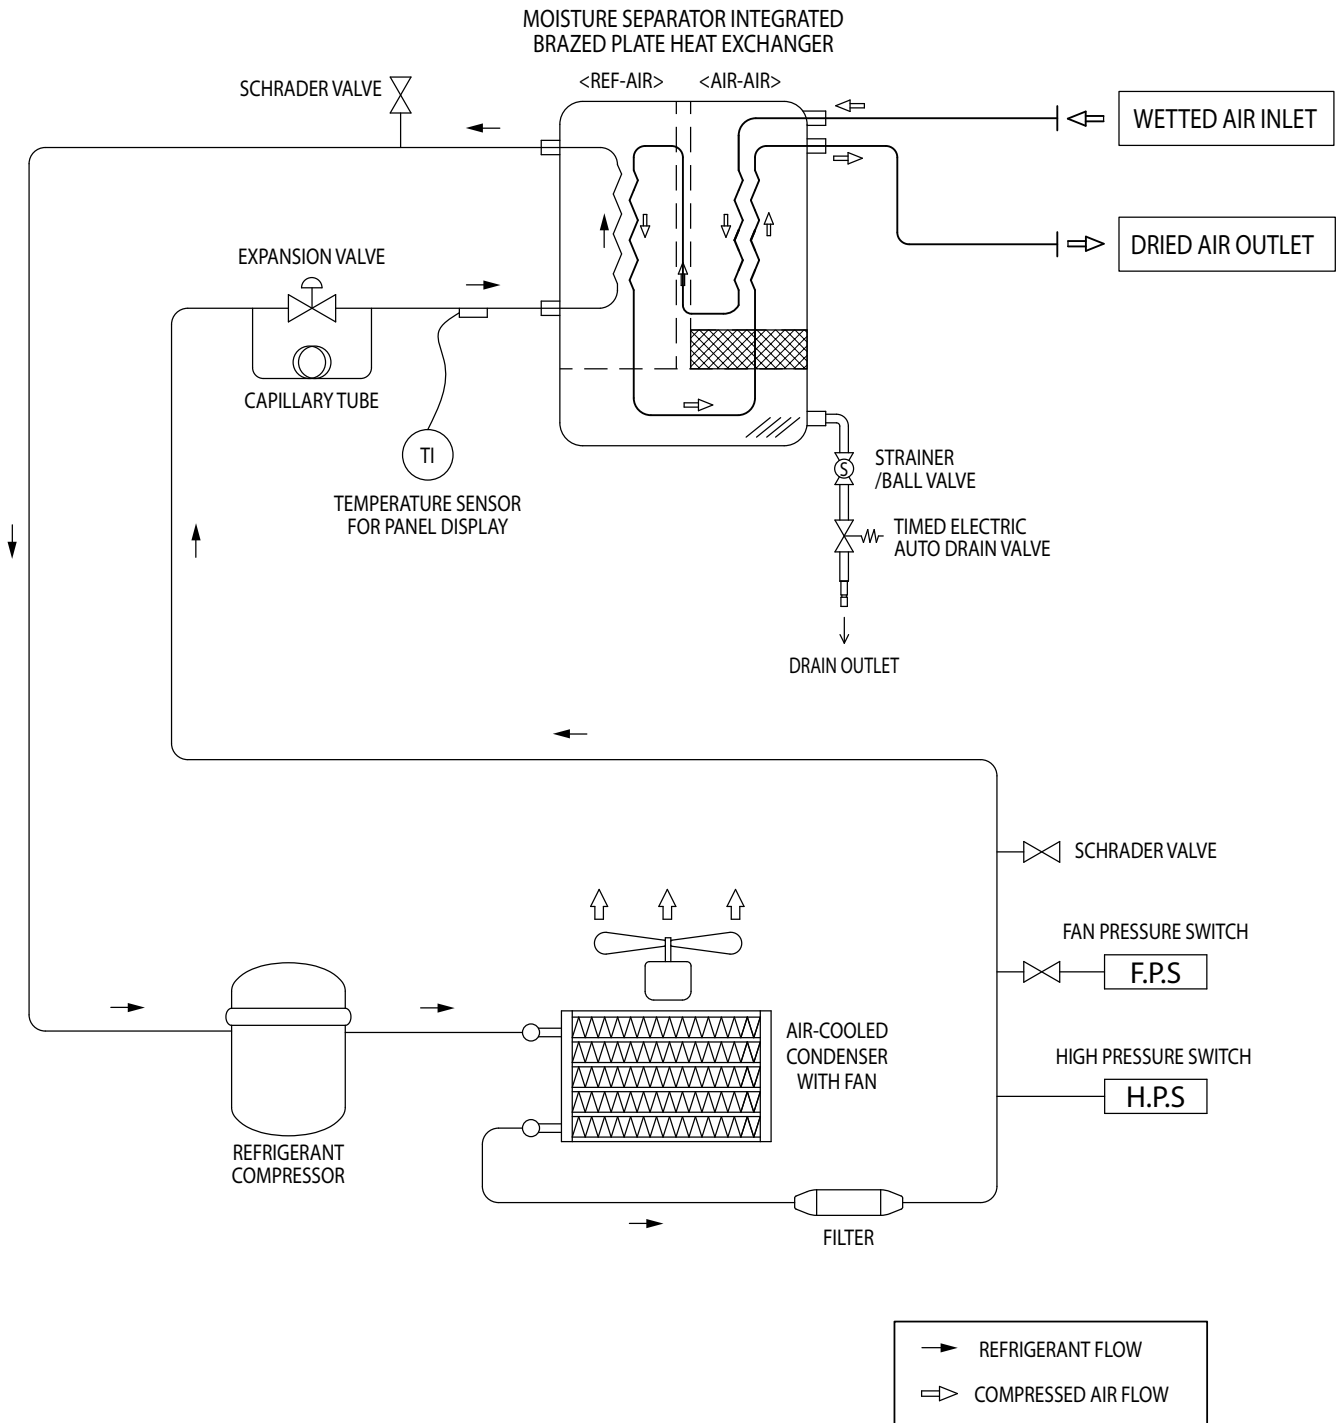 MOISTURE SEPARATOR INTEGRATED
BRAZED PLATE HEAT EXCHANGER
<REF-AIR>
<AIR-AIR>
SCHRADER VALVE
WETTED AIR INLET
DRIED AIR OUTLET
EXPANSION VALVE
CAPILLARY TUBE
TI
TEMPERATURE SENSOR
FOR PANEL DISPLAY
S
STRAINER
/BALL VALVE
TIMED ELECTRIC
AUTO DRAIN VALVE
DRAIN OUTLET
SCHRADER VALVE
FAN PRESSURE SWITCH
F.P.S
HIGH PRESSURE SWITCH
H.P.S
AIR-COOLED
CONDENSER
WITH FAN
REFRIGERANT
COMPRESSOR
FILTER
REFRIGERANT FLOW
COMPRESSED AIR FLOW